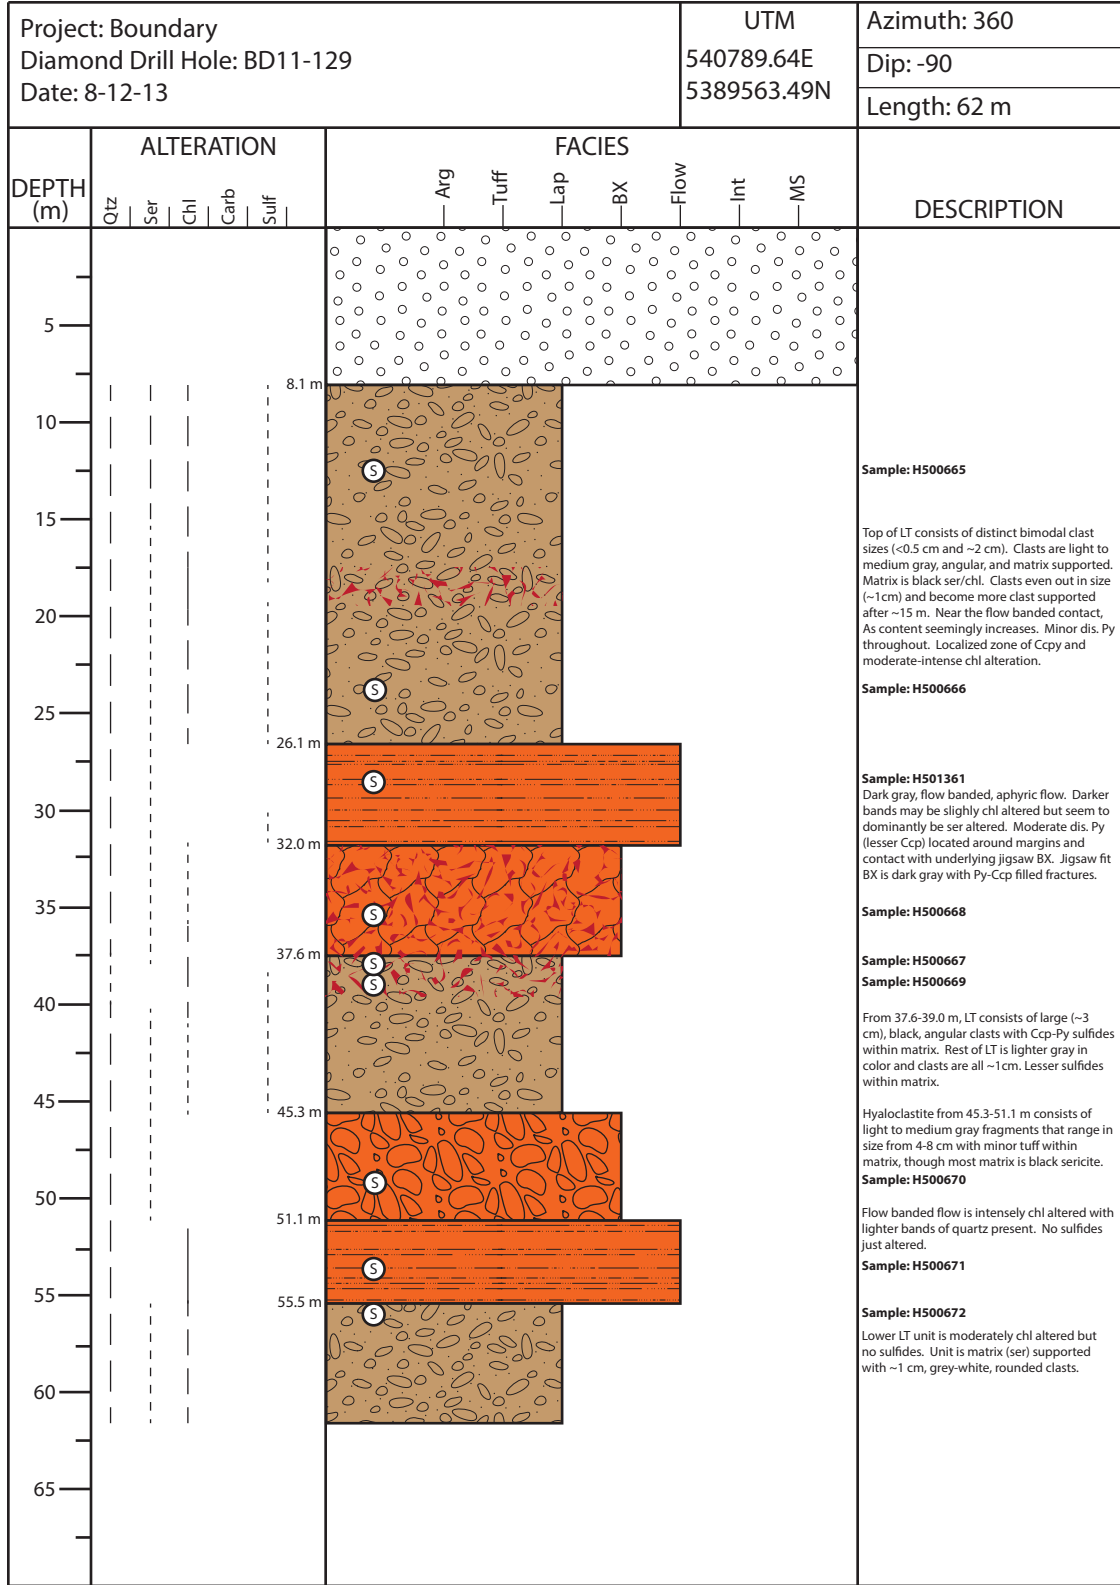 Project: Boundary
Diamond Drill Hole: BD11-129
Date: 8-12-13
UTM
540789.64E
5389563.49N
Azimuth: 360
Dip: -90
Length: 62 m
DEPTH
(m)
ALTERATION
Qtz
Ser
Chl
Carb
Sulf
FACIES
Arg
Tuff
Lap
BX
Flow
Int
MS
DESCRIPTION
5
8.1 m
10
S
Sample: H500665
15
Top of LT consists of distinct bimodal clast
sizes (<0.5 cm and ~2 cm). Clasts are light to
medium gray, angular, and matrix supported.
Matrix is black ser/chl. Clasts even out in size
(~1cm) and become more clast supported
after ~15 m. Near the flow banded contact,
As content seemingly increases. Minor dis. Py
throughout. Localized zone of Ccpy and
moderate-intense chl alteration.
20
S
Sample: H500666
25
26.1 m
S
Sample: H501361
Dark gray, flow banded, aphyric flow. Darker
bands may be slighly chl altered but seem to
dominantly be ser altered. Moderate dis. Py
(lesser Ccp) located around margins and
contact with underlying jigsaw BX. Jigsaw fit
BX is dark gray with Py-Ccp filled fractures.
30
32.0 m
35
S
Sample: H500668
37.6 m
S
Sample: H500667
S
Sample: H500669
40
From 37.6-39.0 m, LT consists of large (~3
cm), black, angular clasts with Ccp-Py sulfides
within matrix. Rest of LT is lighter gray in
color and clasts are all ~1cm. Lesser sulfides
within matrix.
45
45.3 m
Hyaloclastite from 45.3-51.1 m consists of
light to medium gray fragments that range in
size from 4-8 cm with minor tuff within
matrix, though most matrix is black sericite.
S
Sample: H500670
50
51.1 m
Flow banded flow is intensely chl altered with
lighter bands of quartz present. No sulfides
just altered.
S
Sample: H500671
55
55.5 m
S
Sample: H500672
Lower LT unit is moderately chl altered but
no sulfides. Unit is matrix (ser) supported
with ~1 cm, grey-white, rounded clasts.
60
65